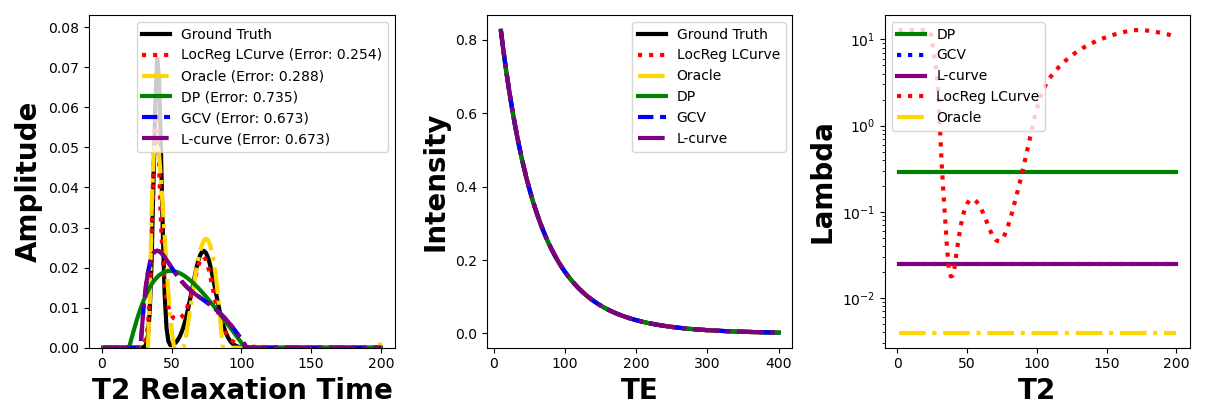 0.08
0.07
0.06
0.05
0.04
0.03
0.02
0.01
0.00
Amplitude
Ground Truth
LocReg LCurve (Error: 0.254)
Oracle (Error: 0.288)
DP (Error: 0.735)
GCV (Error: 0.673)
L-curve (Error: 0.673)
0 50 100 150 200
T2 Relaxation Time
0.8
0.6
0.4
0.2
0.0
Intensity
Ground Truth
LocReg LCurve
Oracle
DP
GCV
L-curve
0 100 200 300 400
TE
10¹
10⁰
10⁻¹
10⁻²
Lambda
DP
GCV
L-curve
LocReg LCurve
Oracle
0 50 100 150 200
T2